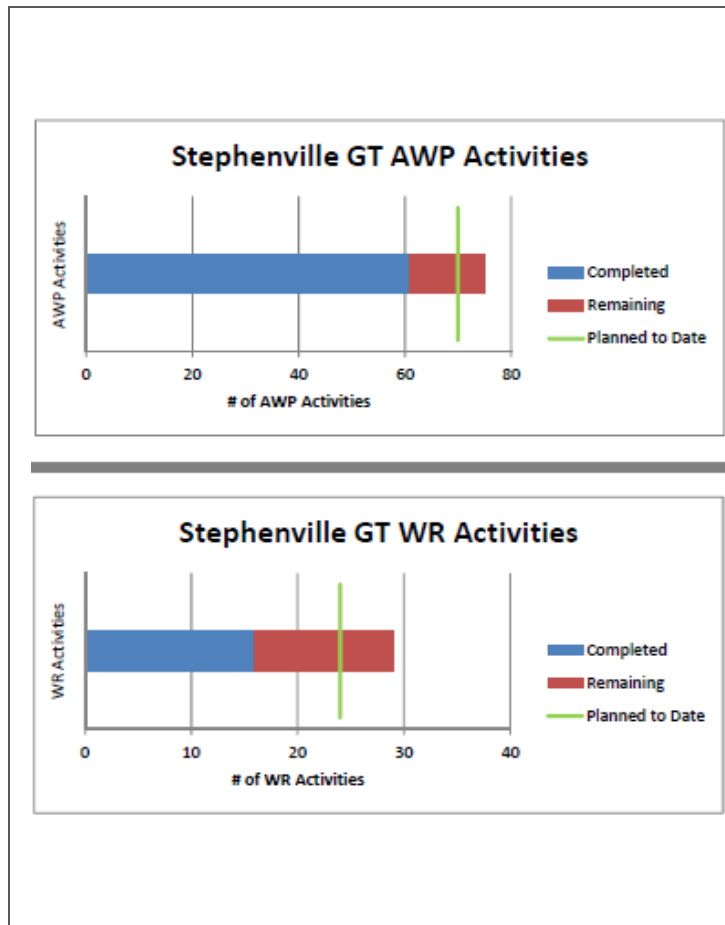 Stephenville GT AWP Activities
AWP Activities
Completed
Remaining
Planned to Date
0 20 40 60 80
# of AWP Activities
Stephenville GT WR Activities
WR Activities
Completed
Remaining
Planned to Date
0 10 20 30 40
# of WR Activities